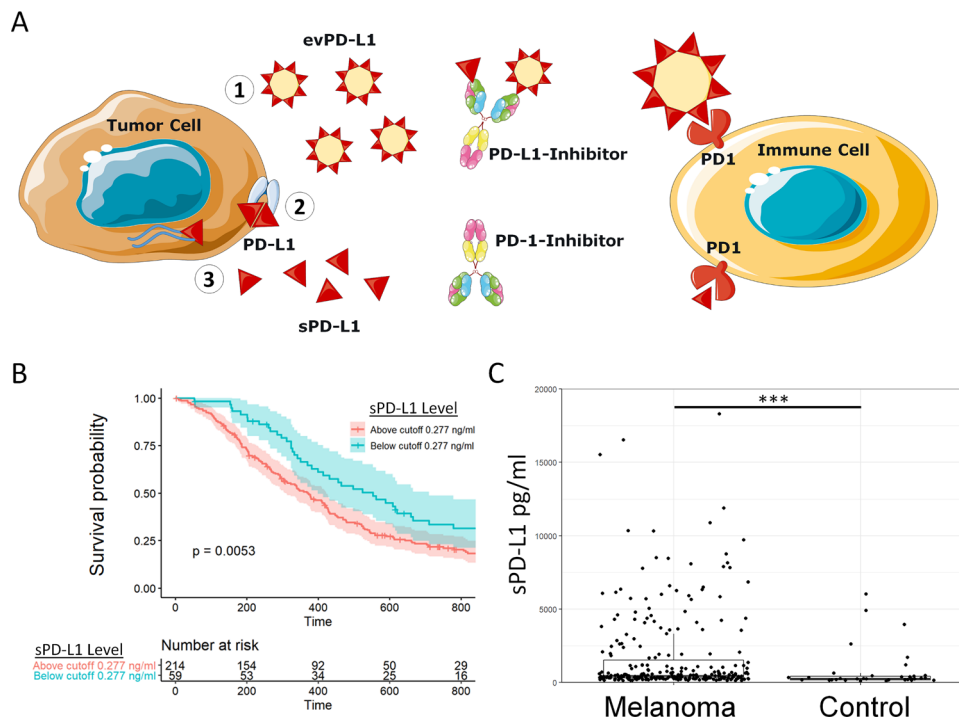 A
evPD-L1
1
Tumor Cell
PD-L1-Inhibitor
PD1
Immune Cell
2
PD-L1
PD-1-Inhibitor
PD1
3
sPD-L1
B
sPD-L1 Level
Above cutoff 0.277 ng/ml
Below cutoff 0.277 ng/ml
Survival probability
1.00
0.75
0.50
0.25
0.00
p = 0.0053
0 200 400 600 800
Time
sPD-L1 Level
Number at risk
Above cutoff 0.277 ng/ml 214 154 92 50 29
Below cutoff 0.277 ng/ml 59 53 34 25 16
0 200 400 600 800
Time
C
sPD-L1 pg/ml
20000
15000
10000
5000
0
***
Melanoma Control